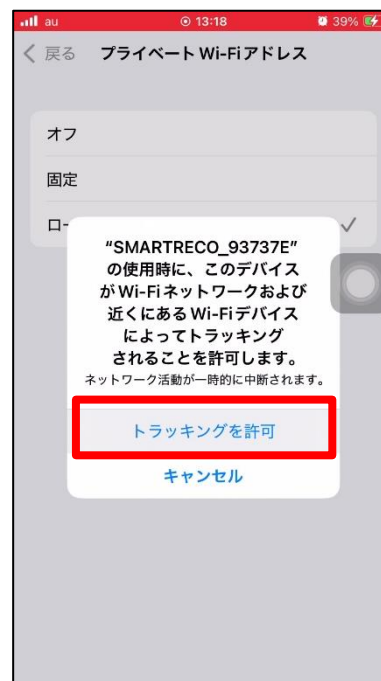 au 13:18 39%
戻る プライベート Wi-Fiアドレス
オフ
固定
ロー
“SMARTRECO_93737E”
の使用時に、このデバイス
がWi-Fiネットワークおよび
近くにあるWi-Fiデバイス
によってトラッキング
されることを許可します。
ネットワーク活動が一時的に中断されます。
トラッキングを許可
キャンセル